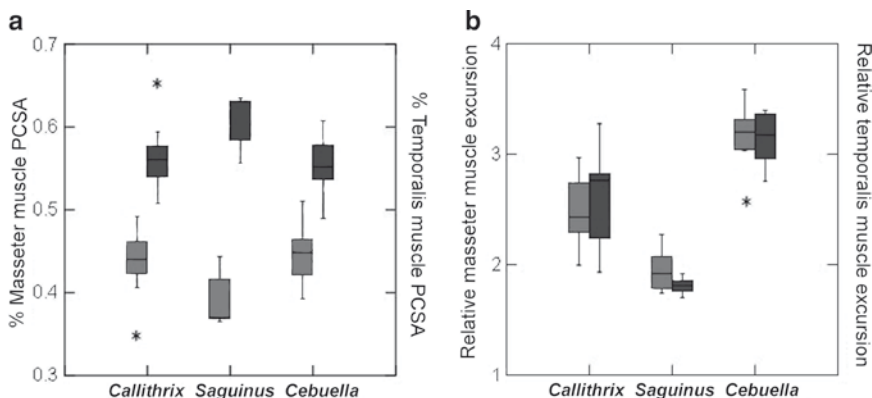 a
0.7
0.6
0.5
0.4
0.3
% Masseter muscle PCSA
% Temporalis muscle PCSA
*
*
Callithrix Saguinus Cebuella
b
4
3
2
1
Relative masseter muscle excursion
Relative temporalis muscle excursion
*
Callithrix Saguinus Cebuella